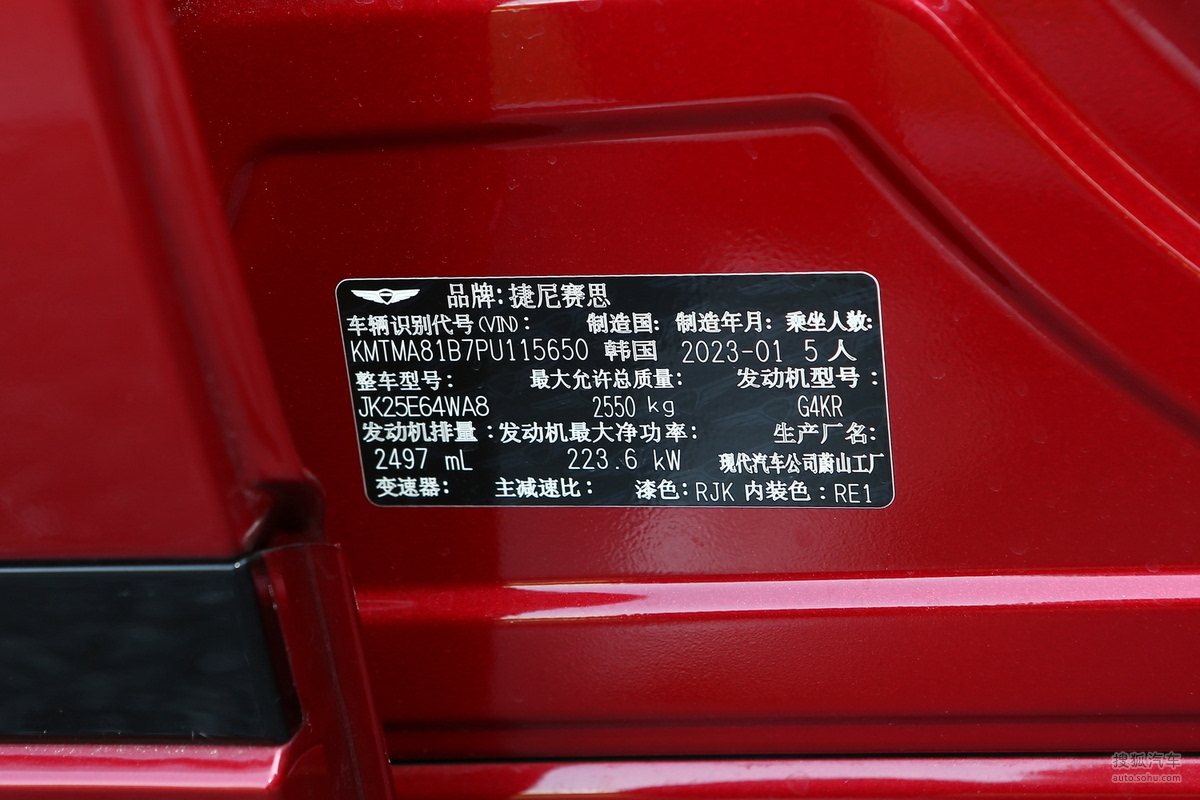 品牌:捷尼赛思
车辆识别代号(VIN): 制造国: 制造年月: 乘坐人数:
KMTMA81B7PU115650 韩国 2023-01 5人
整车型号: 最大允许总质量: 发动机型号:
JK25E64WA8 2550 kg G4KR
发动机排量:发动机最大净功率: 生产厂名:
2497 mL 223.6 kW 现代汽车公司蔚山工厂
变速器: 主减速比: 漆色:RJK 内装色:RE1
搜狐汽车
auto.sohu.com